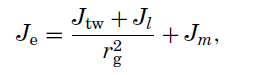 J_e = \frac{J_{tw} + J_l}{r_g^2} + J_m,